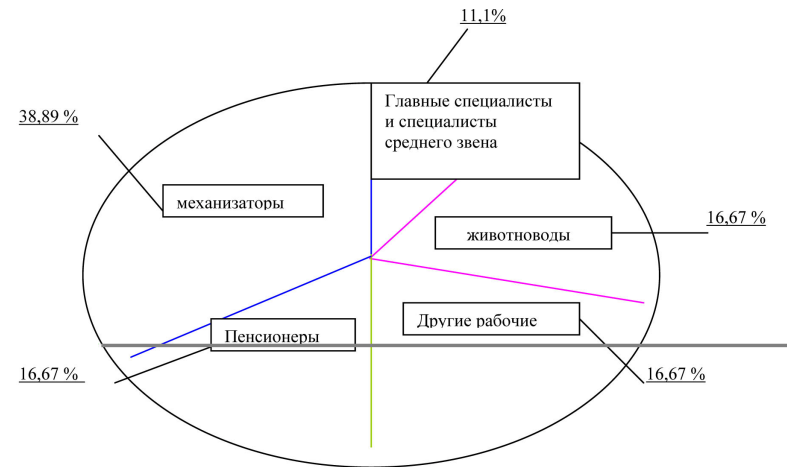 11,1%
Главные специалисты
и специалисты
среднего звена
38,89 %
механизаторы
16,67 %
животноводы
Другие рабочие
Пенсионеры
16,67 %
16,67 %